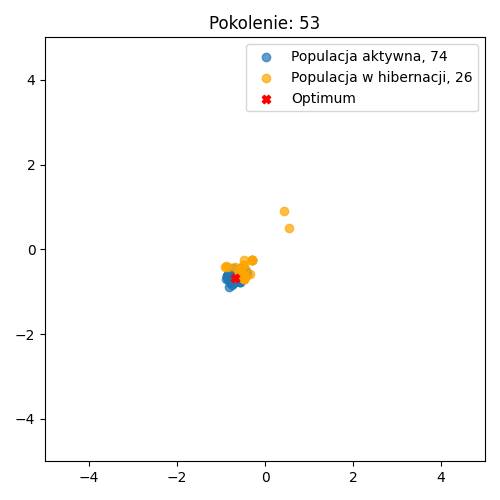 Pokolenie: 53
Populacja aktywna, 74
Populacja w hibernacji, 26
Optimum
4
2
0
−2
−4
−4
−2
0
2
4